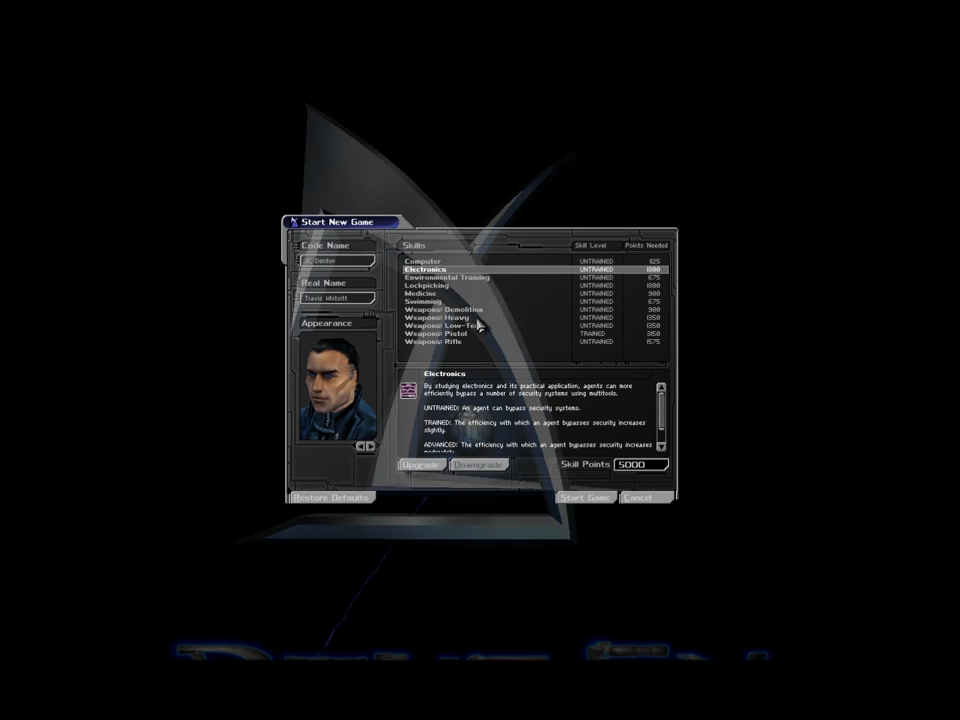 Start New Game
Code Name
JC Denton
Real Name
Travis Whitsitt
Appearance
Skills Skill Level Points Needed
Computer UNTRAINED 1125
Electronics UNTRAINED 1800
Environmental Training UNTRAINED 675
Lockpicking UNTRAINED 1800
Medicine UNTRAINED 900
Swimming UNTRAINED 675
Weapons: Demolition UNTRAINED 900
Weapons: Heavy UNTRAINED 1350
Weapons: Low-Te UNTRAINED 1350
Weapons: Pistol TRAINED 3150
Weapons: Rifle UNTRAINED 1575
Electronics
By studying electronics and its practical application, agents can more
efficiently bypass a number of security systems using multitools.
UNTRAINED: An agent can bypass security systems.
TRAINED: The efficiency with which an agent bypasses security increases
slightly.
ADVANCED: The efficiency with which an agent bypasses security increases
Upgrade Downgrade Skill Points 5000
Restore Defaults Start Game Cancel